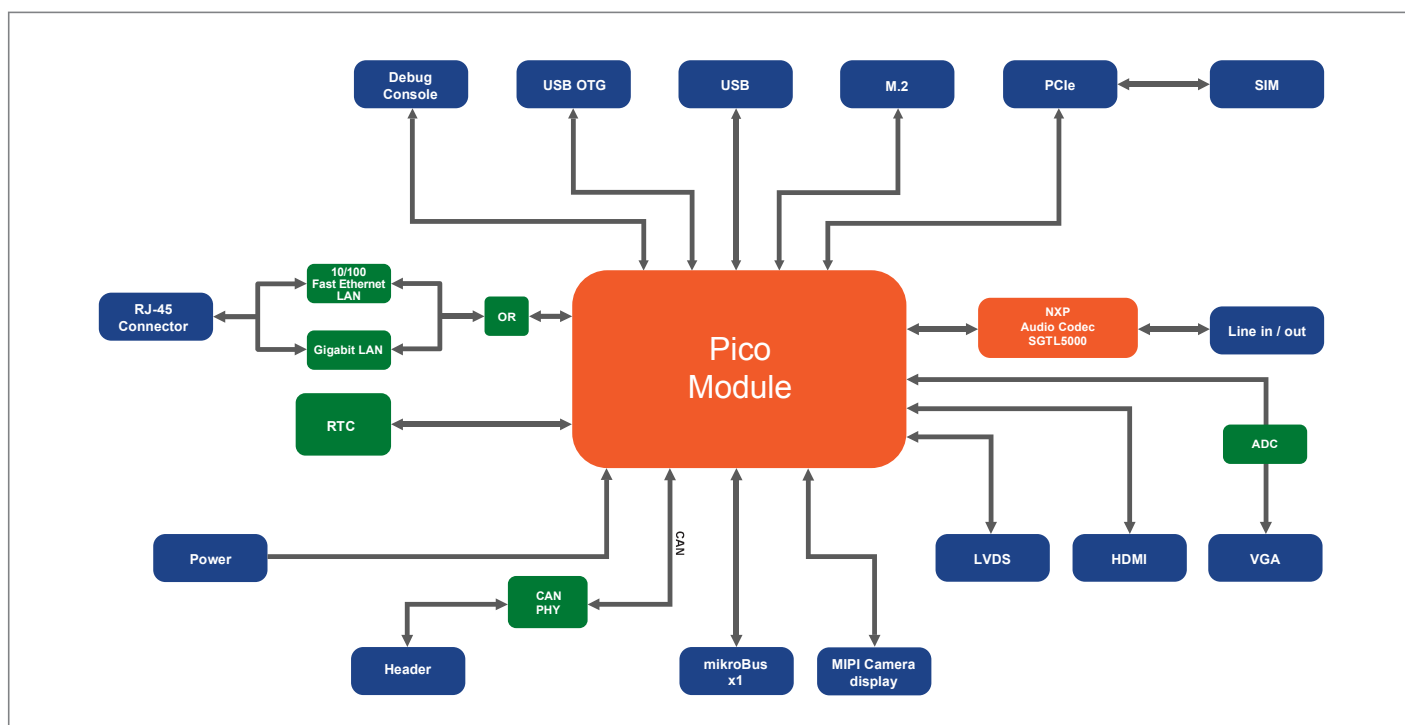 Debug
Console
USB OTG
USB
M.2
PCIe
SIM
10/100
Fast Ethernet
LAN
RJ-45
Connector
OR
Gigabit LAN
Pico
Module
NXP
Audio Codec
SGTL5000
Line in / out
RTC
ADC
Power
CAN
LVDS
HDMI
VGA
CAN
PHY
Header
mikroBus
x1
MIPI Camera
display